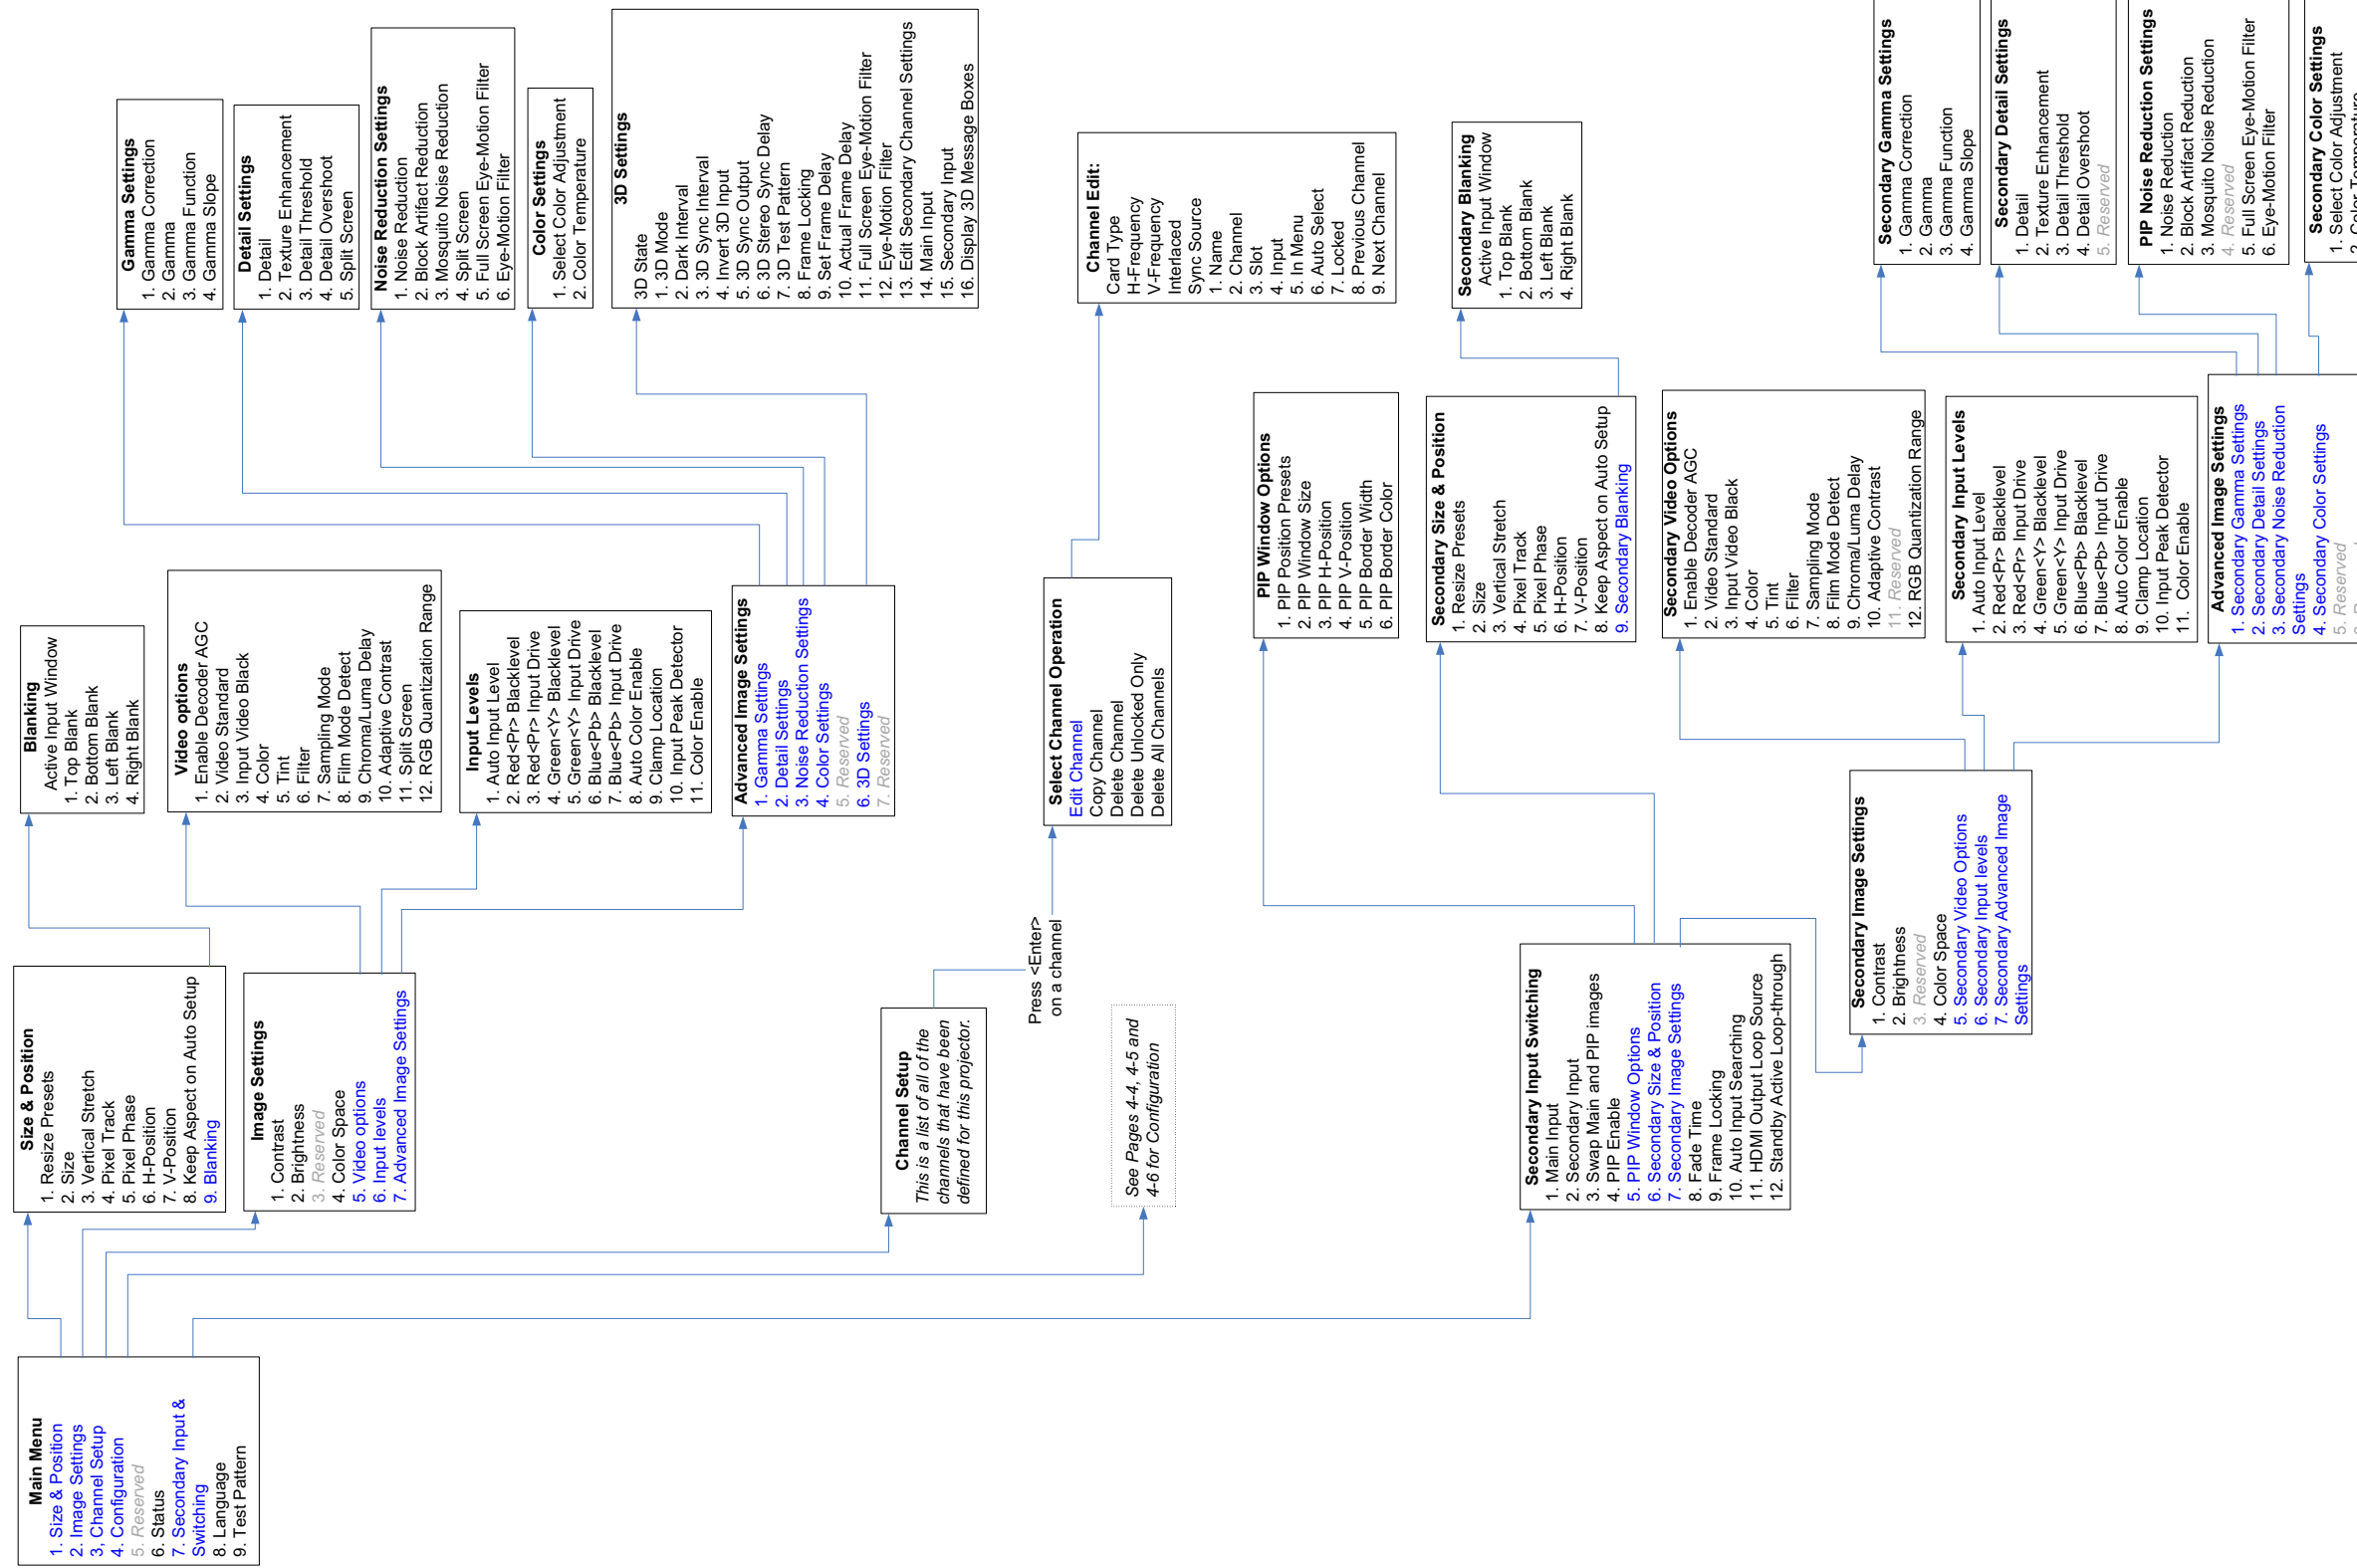 Main Menu
1. Size & Position
2. Image Settings
3, Channel Setup
4. Configuration
5. Reserved
6. Status
7. Secondary Input &
Switching
8. Language
9. Test Pattern
Size & Position
1. Resize Presets
2. Size
3. Vertical Stretch
4. Pixel Track
5. Pixel Phase
6. H-Position
7. V-Position
8. Keep Aspect on Auto Setup
9. Blanking
Image Settings
1. Contrast
2. Brightness
3. Reserved
4. Color Space
5. Video options
6. Input levels
7. Advanced Image Settings
Channel Setup
This is a list of all of the
channels that have been
defined for this projector.
Press <Enter>
on a channel
See Pages 4-4, 4-5 and
4-6 for Configuration
Secondary Input Switching
1. Main Input
2. Secondary Input
3. Swap Main and PIP images
4. PIP Enable
5. PIP Window Options
6. Secondary Size & Position
7. Secondary Image Settings
8. Fade Time
9. Frame Locking
10. Auto Input Searching
11. HDMI Output Loop Source
12. Standby Active Loop-through
Blanking
Active Input Window
1. Top Blank
2. Bottom Blank
3. Left Blank
4. Right Blank
Video options
1. Enable Decoder AGC
2. Video Standard
3. Input Video Black
4. Color
5. Tint
6. Filter
7. Sampling Mode
8. Film Mode Detect
9. Chroma/Luma Delay
10. Adaptive Contrast
11. Split Screen
12. RGB Quantization Range
Input Levels
1. Auto Input Level
2. Red<Pr> Blacklevel
3. Red<Pr> Input Drive
4. Green<Y> Blacklevel
5. Green<Y> Input Drive
6. Blue<Pb> Blacklevel
7. Blue<Pb> Input Drive
8. Auto Color Enable
9. Clamp Location
10. Input Peak Detector
11. Color Enable
Advanced Image Settings
1. Gamma Settings
2. Detail Settings
3. Noise Reduction Settings
4. Color Settings
5. Reserved
6. 3D Settings
7. Reserved
Select Channel Operation
Edit Channel
Copy Channel
Delete Channel
Delete Unlocked Only
Delete All Channels
Secondary Image Settings
1. Contrast
2. Brightness
3. Reserved
4. Color Space
5. Secondary Video Options
6. Secondary Input levels
7. Secondary Advanced Image
Settings
PIP Window Options
1. PIP Position Presets
2. PIP Window Size
3. PIP H-Position
4. PIP V-Position
5. PIP Border Width
6. PIP Border Color
Secondary Size & Position
1. Resize Presets
2. Size
3. Vertical Stretch
4. Pixel Track
5. Pixel Phase
6. H-Position
7. V-Position
8. Keep Aspect on Auto Setup
9. Secondary Blanking
Secondary Video Options
1. Enable Decoder AGC
2. Video Standard
3. Input Video Black
4. Color
5. Tint
6. Filter
7. Sampling Mode
8. Film Mode Detect
9. Chroma/Luma Delay
10. Adaptive Contrast
11. Reserved
12. RGB Quantization Range
Secondary Input Levels
1. Auto Input Level
2. Red<Pr> Blacklevel
3. Red<Pr> Input Drive
4. Green<Y> Blacklevel
5. Green<Y> Input Drive
6. Blue<Pb> Blacklevel
7. Blue<Pb> Input Drive
8. Auto Color Enable
9. Clamp Location
10. Input Peak Detector
11. Color Enable
Advanced Image Settings
1. Secondary Gamma Settings
2. Secondary Detail Settings
3. Secondary Noise Reduction
Settings
4. Secondary Color Settings
5. Reserved
Gamma Settings
1. Gamma Correction
2. Gamma
3. Gamma Function
4. Gamma Slope
Detail Settings
1. Detail
2. Texture Enhancement
3. Detail Threshold
4. Detail Overshoot
5. Split Screen
Noise Reduction Settings
1. Noise Reduction
2. Block Artifact Reduction
3. Mosquito Noise Reduction
4. Split Screen
5. Full Screen Eye-Motion Filter
6. Eye-Motion Filter
Color Settings
1. Select Color Adjustment
2. Color Temperature
3D Settings
3D State
1. 3D Mode
2. Dark Interval
3. 3D Sync Interval
4. Invert 3D Input
5. 3D Sync Output
6. 3D Stereo Sync Delay
7. 3D Test Pattern
8. Frame Locking
9. Set Frame Delay
10. Actual Frame Delay
11. Full Screen Eye-Motion Filter
12. Eye-Motion Filter
13. Edit Secondary Channel Settings
14. Main Input
15. Secondary Input
16. Display 3D Message Boxes
Channel Edit:
Card Type
H-Frequency
V-Frequency
Interlaced
Sync Source
1. Name
2. Channel
3. Slot
4. Input
5. In Menu
6. Auto Select
7. Locked
8. Previous Channel
9. Next Channel
Secondary Blanking
Active Input Window
1. Top Blank
2. Bottom Blank
3. Left Blank
4. Right Blank
Secondary Gamma Settings
1. Gamma Correction
2. Gamma
3. Gamma Function
4. Gamma Slope
Secondary Detail Settings
1. Detail
2. Texture Enhancement
3. Detail Threshold
4. Detail Overshoot
5. Reserved
PIP Noise Reduction Settings
1. Noise Reduction
2. Block Artifact Reduction
3. Mosquito Noise Reduction
4. Reserved
5. Full Screen Eye-Motion Filter
6. Eye-Motion Filter
Secondary Color Settings
1. Select Color Adjustment
2. Color Temperature